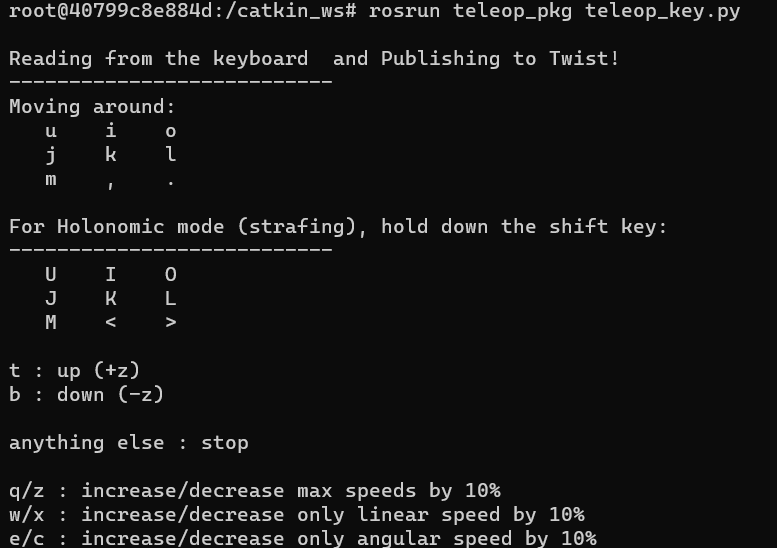 root@40799c8e884d:/catkin_ws# rosrun teleop_pkg teleop_key.py
Reading from the keyboard  and Publishing to Twist!
---------------------------
Moving around:
   u    i    o
   j    k    l
   m    ,    .
For Holonomic mode (strafing), hold down the shift key:
---------------------------
   U    I    O
   J    K    L
   M    <    >
t : up (+z)
b : down (-z)
anything else : stop
q/z : increase/decrease max speeds by 10%
w/x : increase/decrease only linear speed by 10%
e/c : increase/decrease only angular speed by 10%